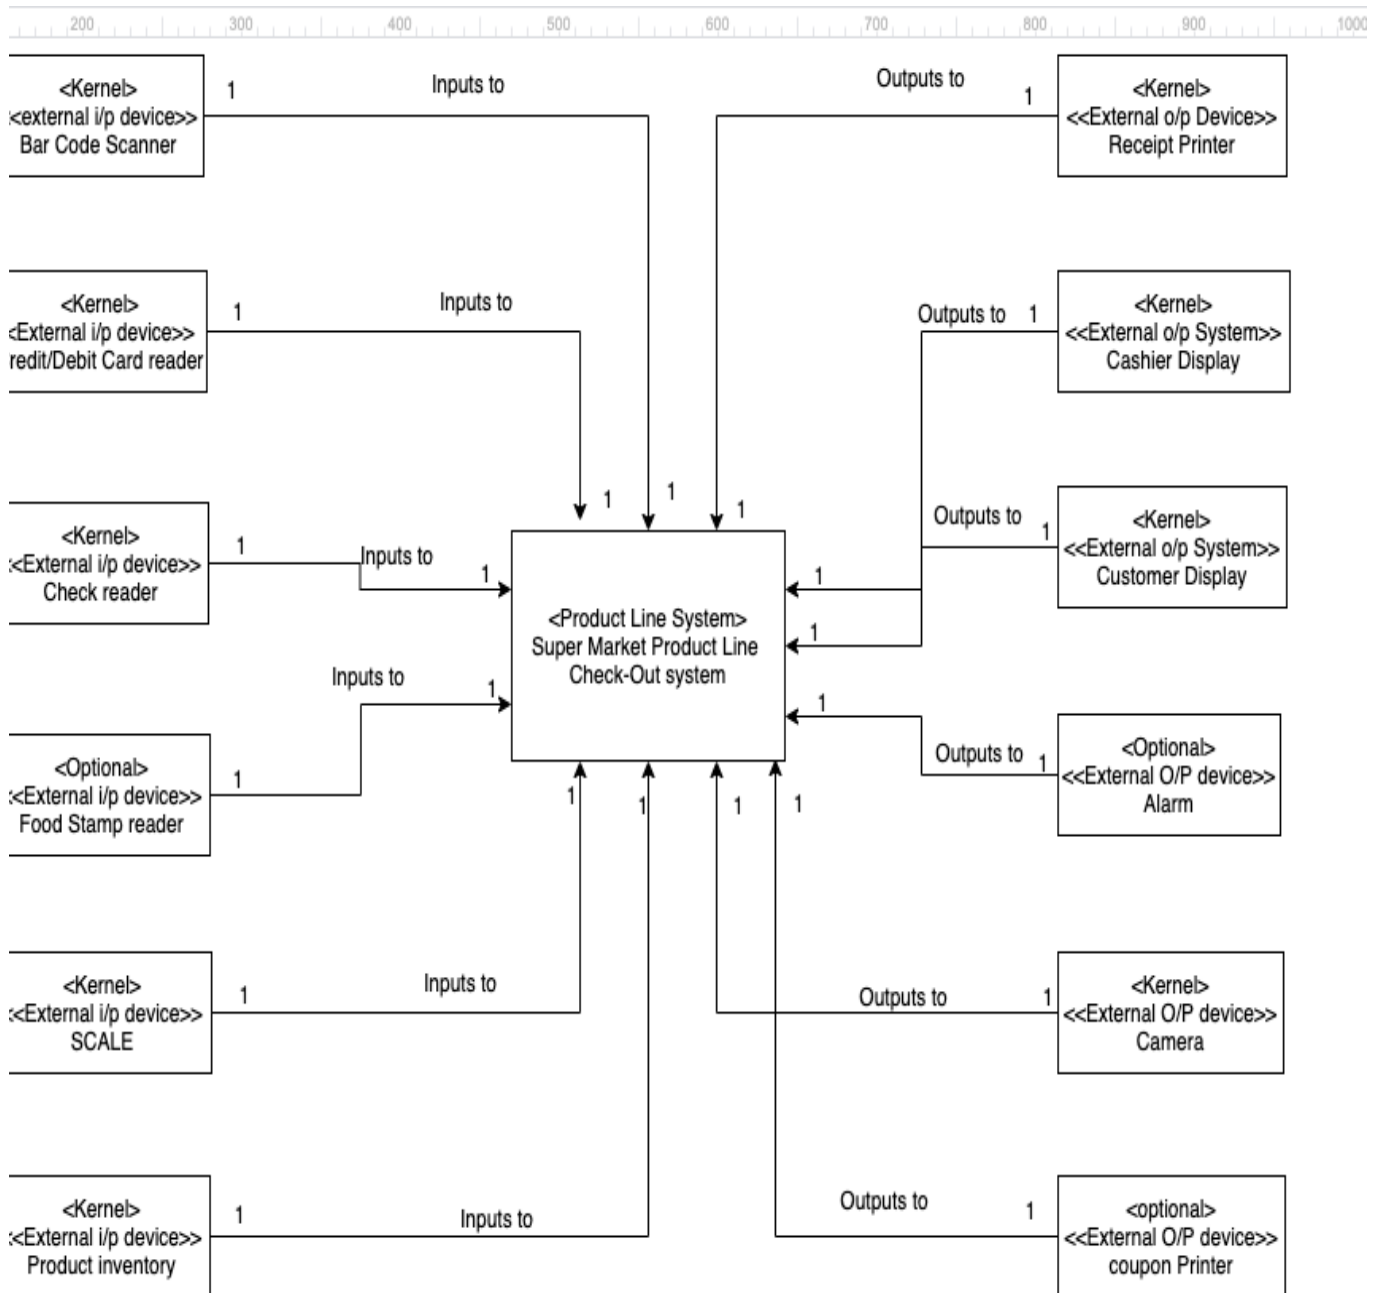 200 300 400 500 600 700 800 900 1000
<Kernel>
<external i/p device>>
Bar Code Scanner
1
Inputs to
1
Outputs to
1
1
<Kernel>
<<External o/p Device>>
Receipt Printer
<Kernel>
<External i/p device>>
redit/Debit Card reader
1
Inputs to
1
Outputs to
1
1
<Kernel>
<<External o/p System>>
Cashier Display
<Kernel>
<External i/p device>>
Check reader
1
Inputs to
1
Outputs to
1
1
<Kernel>
<<External o/p System>>
Customer Display
<Product Line System>
Super Market Product Line
Check-Out system
<Optional>
<<External i/p device>>
Food Stamp reader
1
Inputs to
1
Outputs to
1
1
<Optional>
<<External O/P device>>
Alarm
<Kernel>
<<External i/p device>>
SCALE
1
Inputs to
1
Outputs to
1
1
<Kernel>
<<External O/P device>>
Camera
<Kernel>
<<External i/p device>>
Product inventory
1
Inputs to
1
Outputs to
1
1
<optional>
<<External O/P device>>
coupon Printer